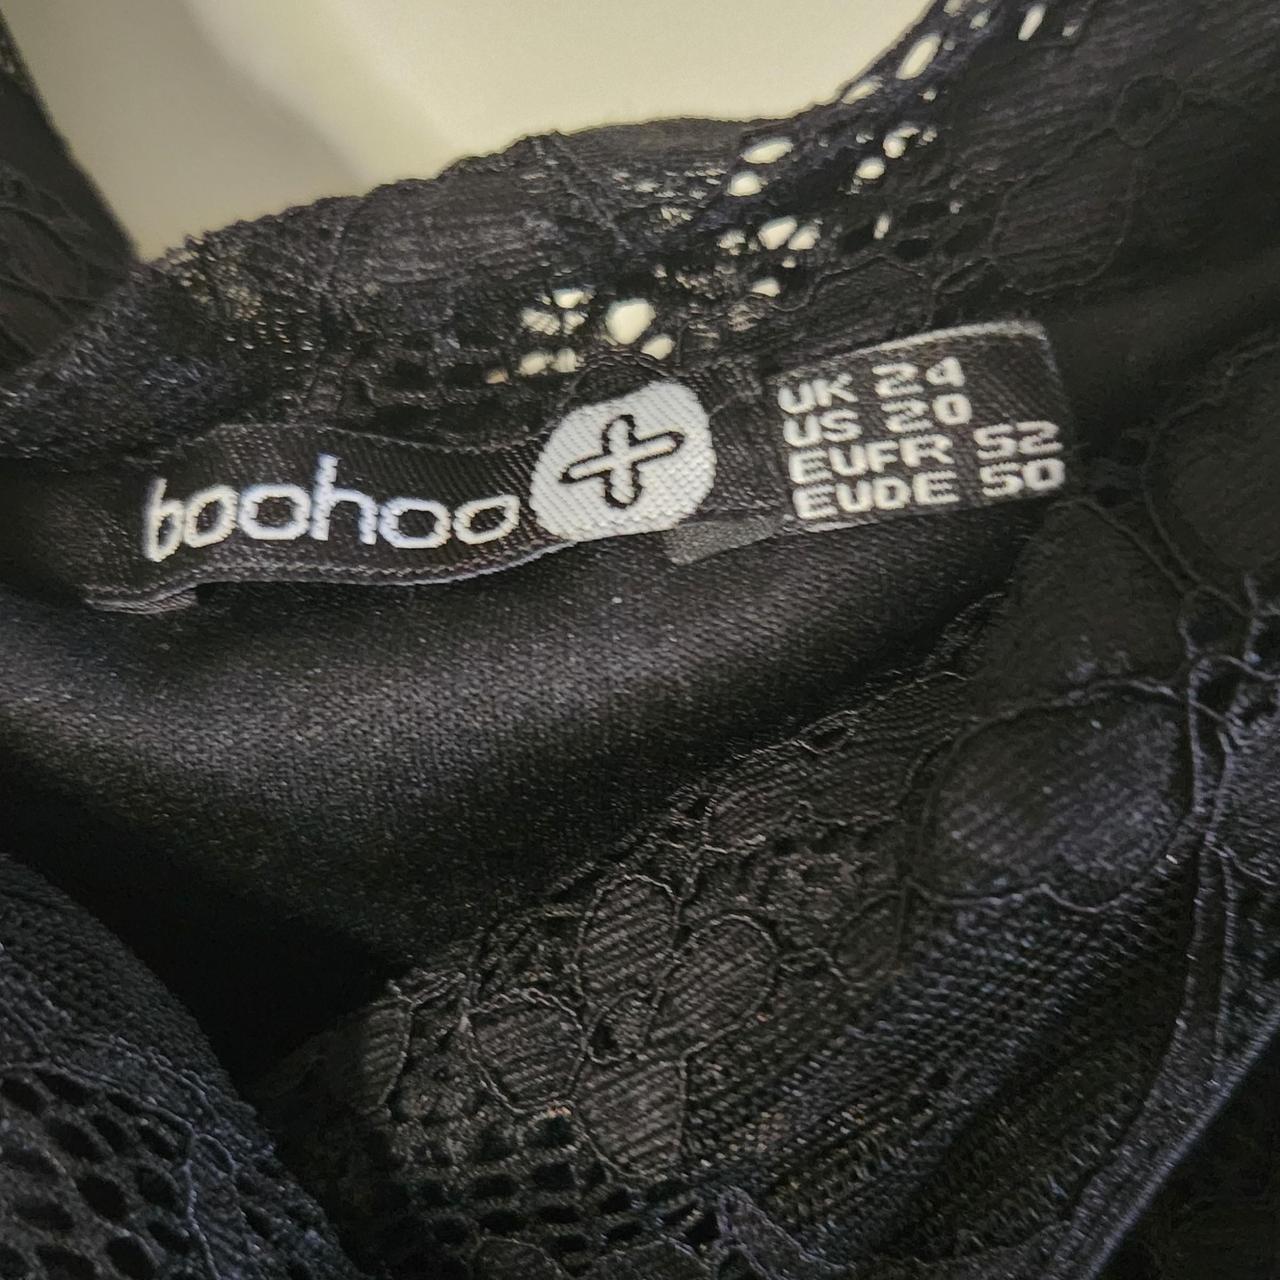 boohoo +
UK 24
US 20
EUFR 52
EUDE 50